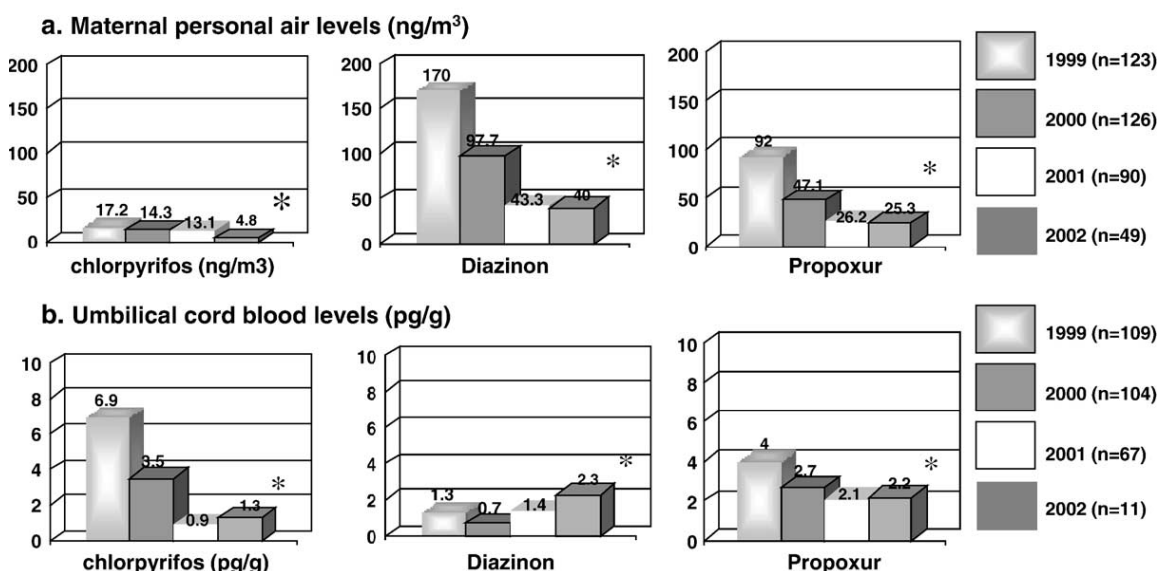 a. Maternal personal air levels (ng/m³)
200
150
100
50
0
17.2 14.3 13.1 4.8 *
chlorpyrifos (ng/m3)
200
150
100
50
0
170 97.7 43.3 40 *
Diazinon
200
150
100
50
0
92 47.1 26.2 25.3 *
Propoxur
1999 (n=123)
2000 (n=126)
2001 (n=90)
2002 (n=49)
b. Umbilical cord blood levels (pg/g)
10
8
6
4
2
0
6.9 3.5 0.9 1.3 *
chlorpyrifos (pg/g)
10
8
6
4
2
0
1.3 0.7 1.4 2.3 *
Diazinon
10
8
6
4
2
0
4 2.7 2.1 2.2 *
Propoxur
1999 (n=109)
2000 (n=104)
2001 (n=67)
2002 (n=11)